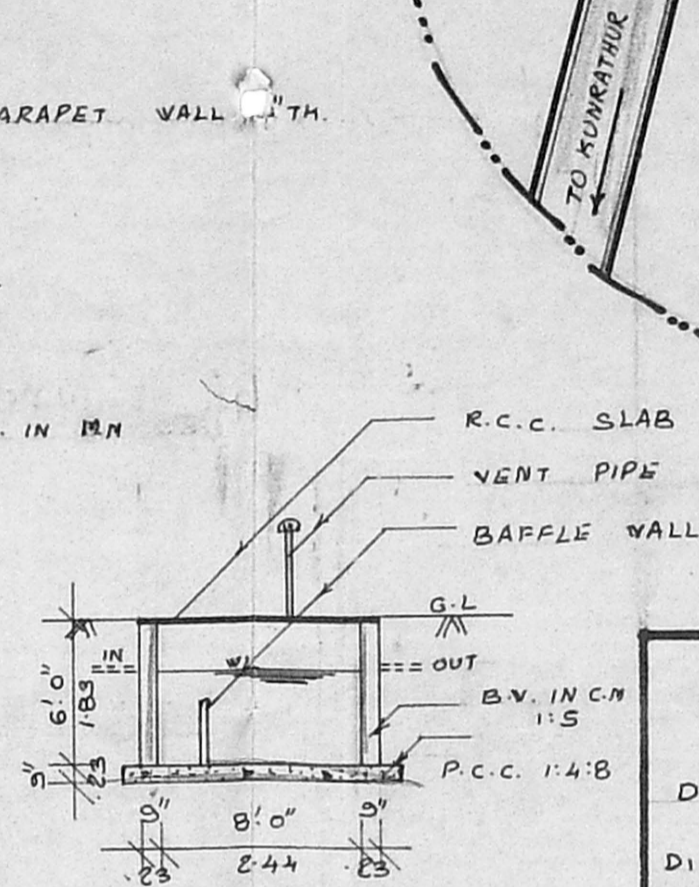 TO KUNRATHUR
ARAPET WALL "TH.
. IN
R.C.C. SLAB
VENT PIPE
BAFFLE WALL
G.L
IN
WL
OUT
6'0"
1.83
B.W. IN C.M
1:5
9"
.23
P.C.C. 1:4:8
9"
8'0"
9"
.23
2.44
.23
D
DI